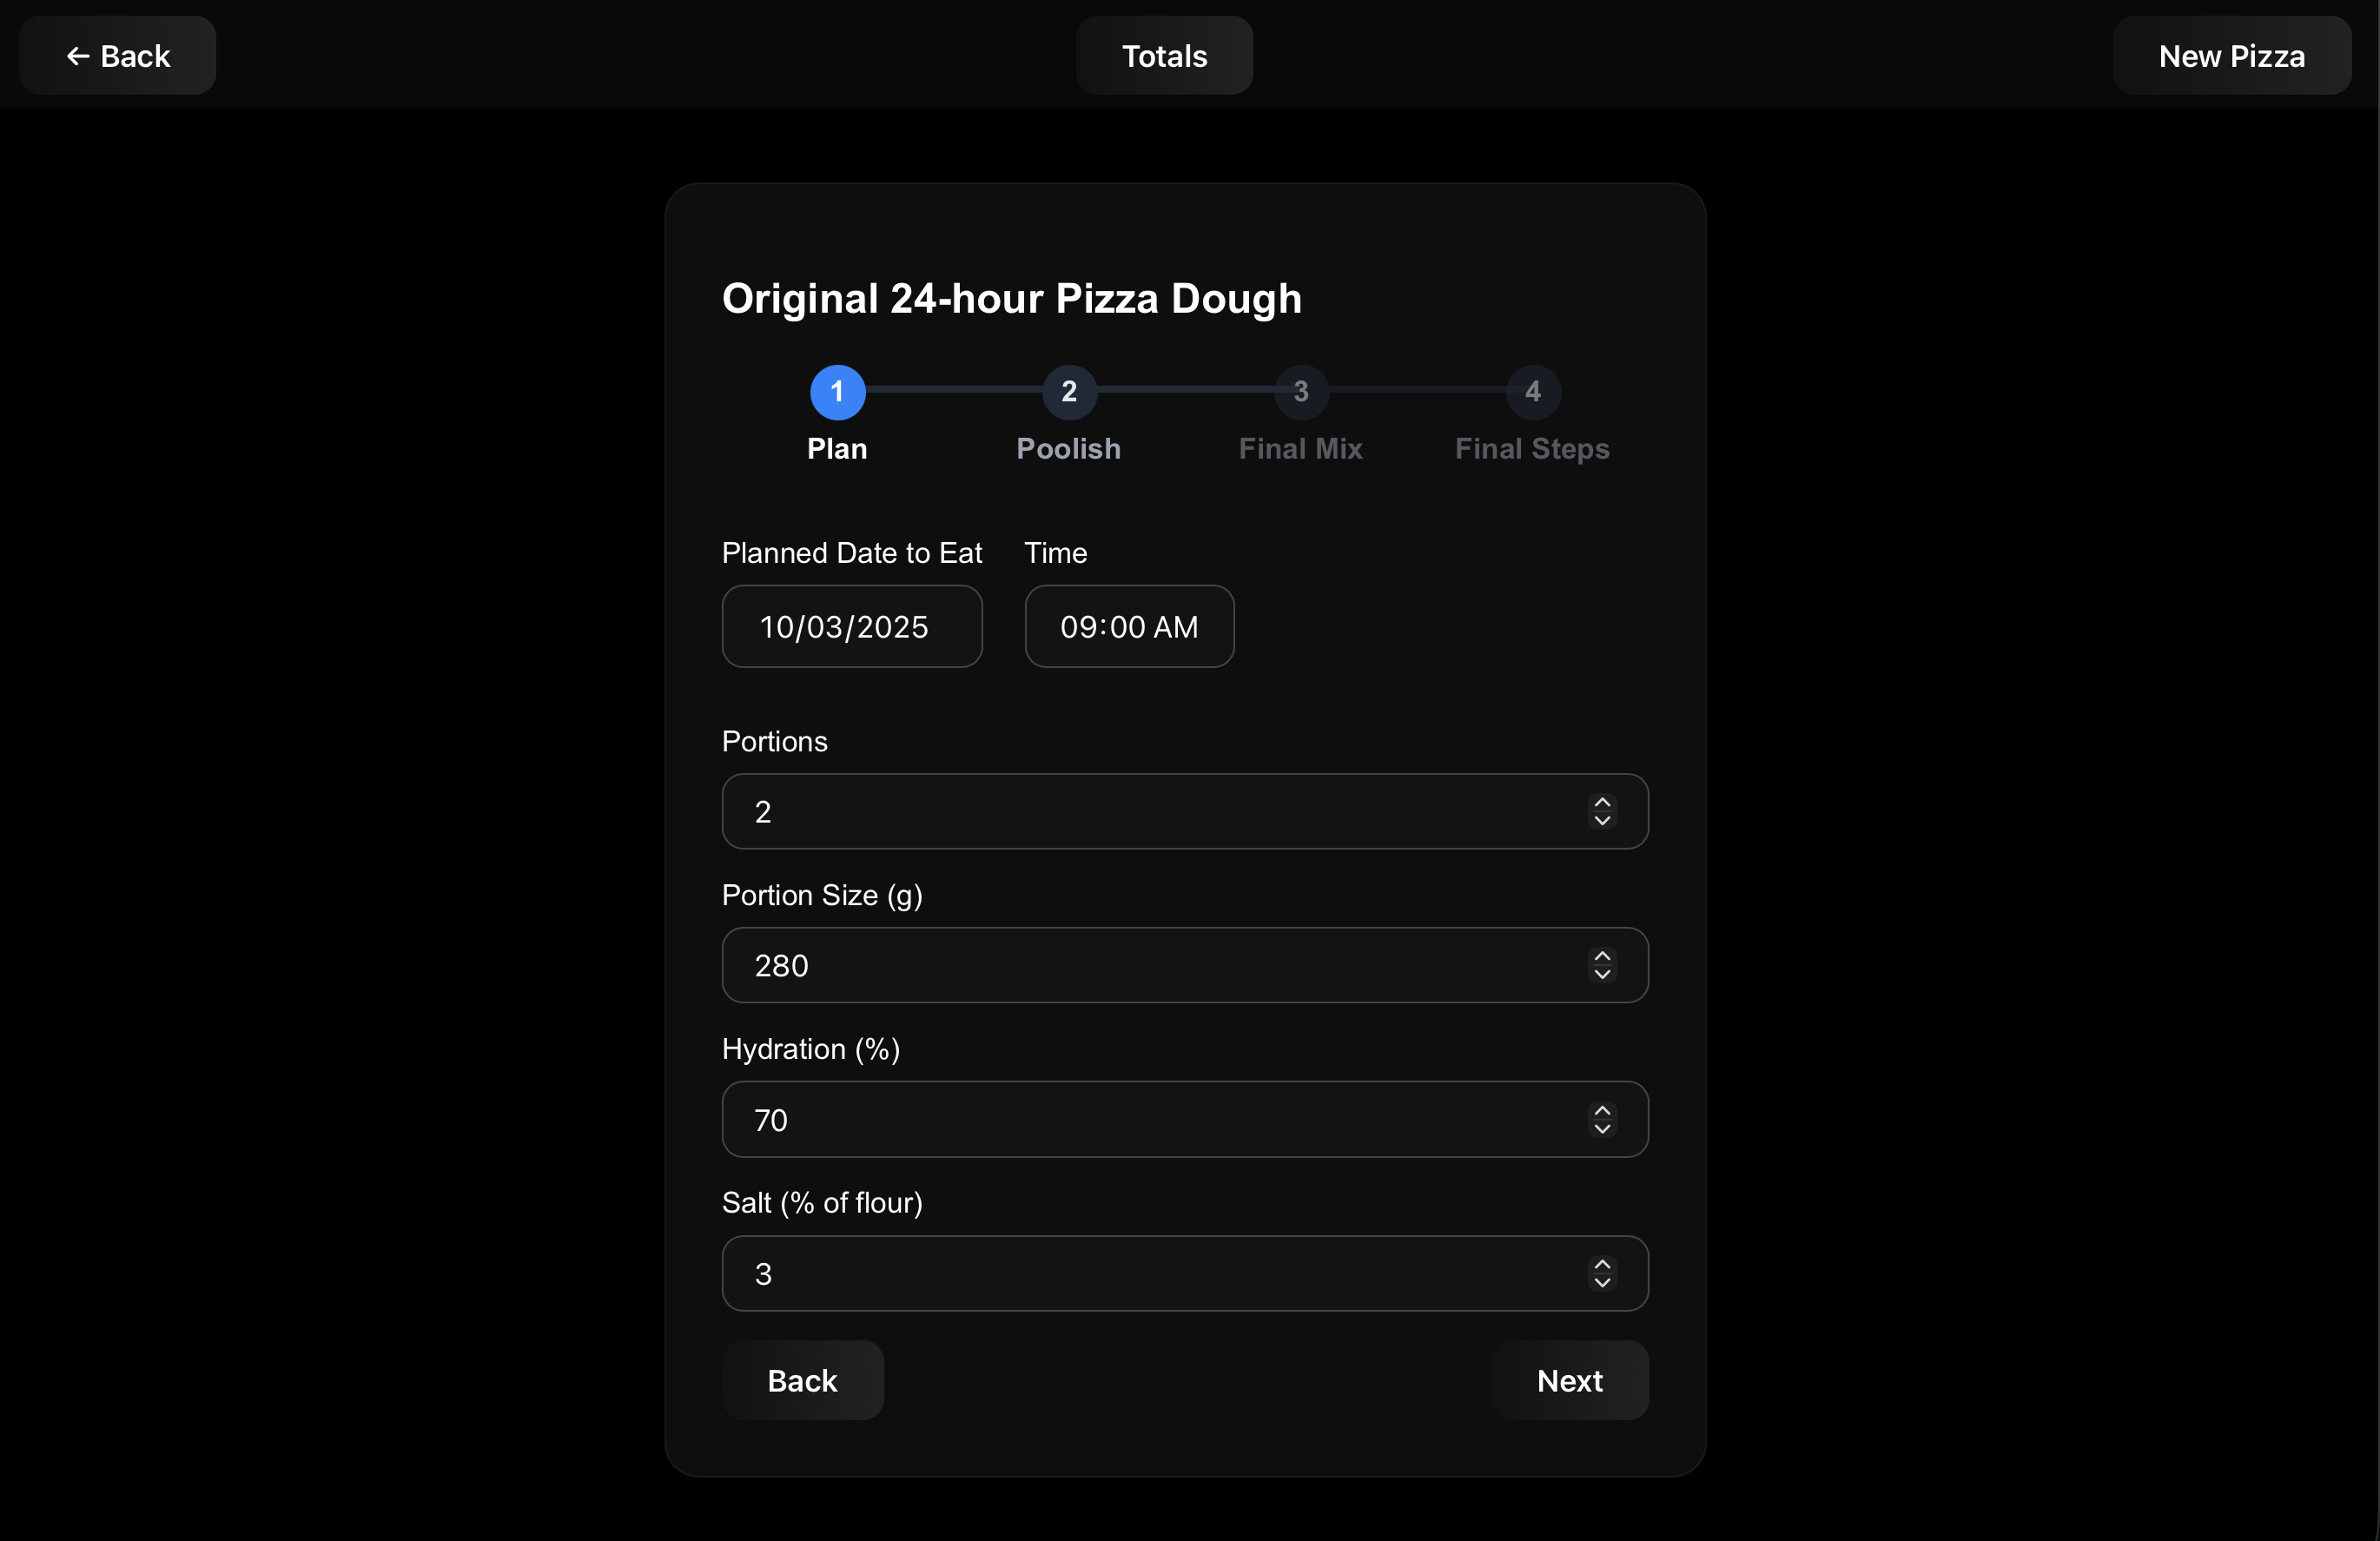 ← Back
Totals
New Pizza
Original 24-hour Pizza Dough
1 2 3 4
Plan Poolish Final Mix Final Steps
Planned Date to Eat Time
10/03/2025 09:00 AM
Portions
2
Portion Size (g)
280
Hydration (%)
70
Salt (% of flour)
3
Back Next